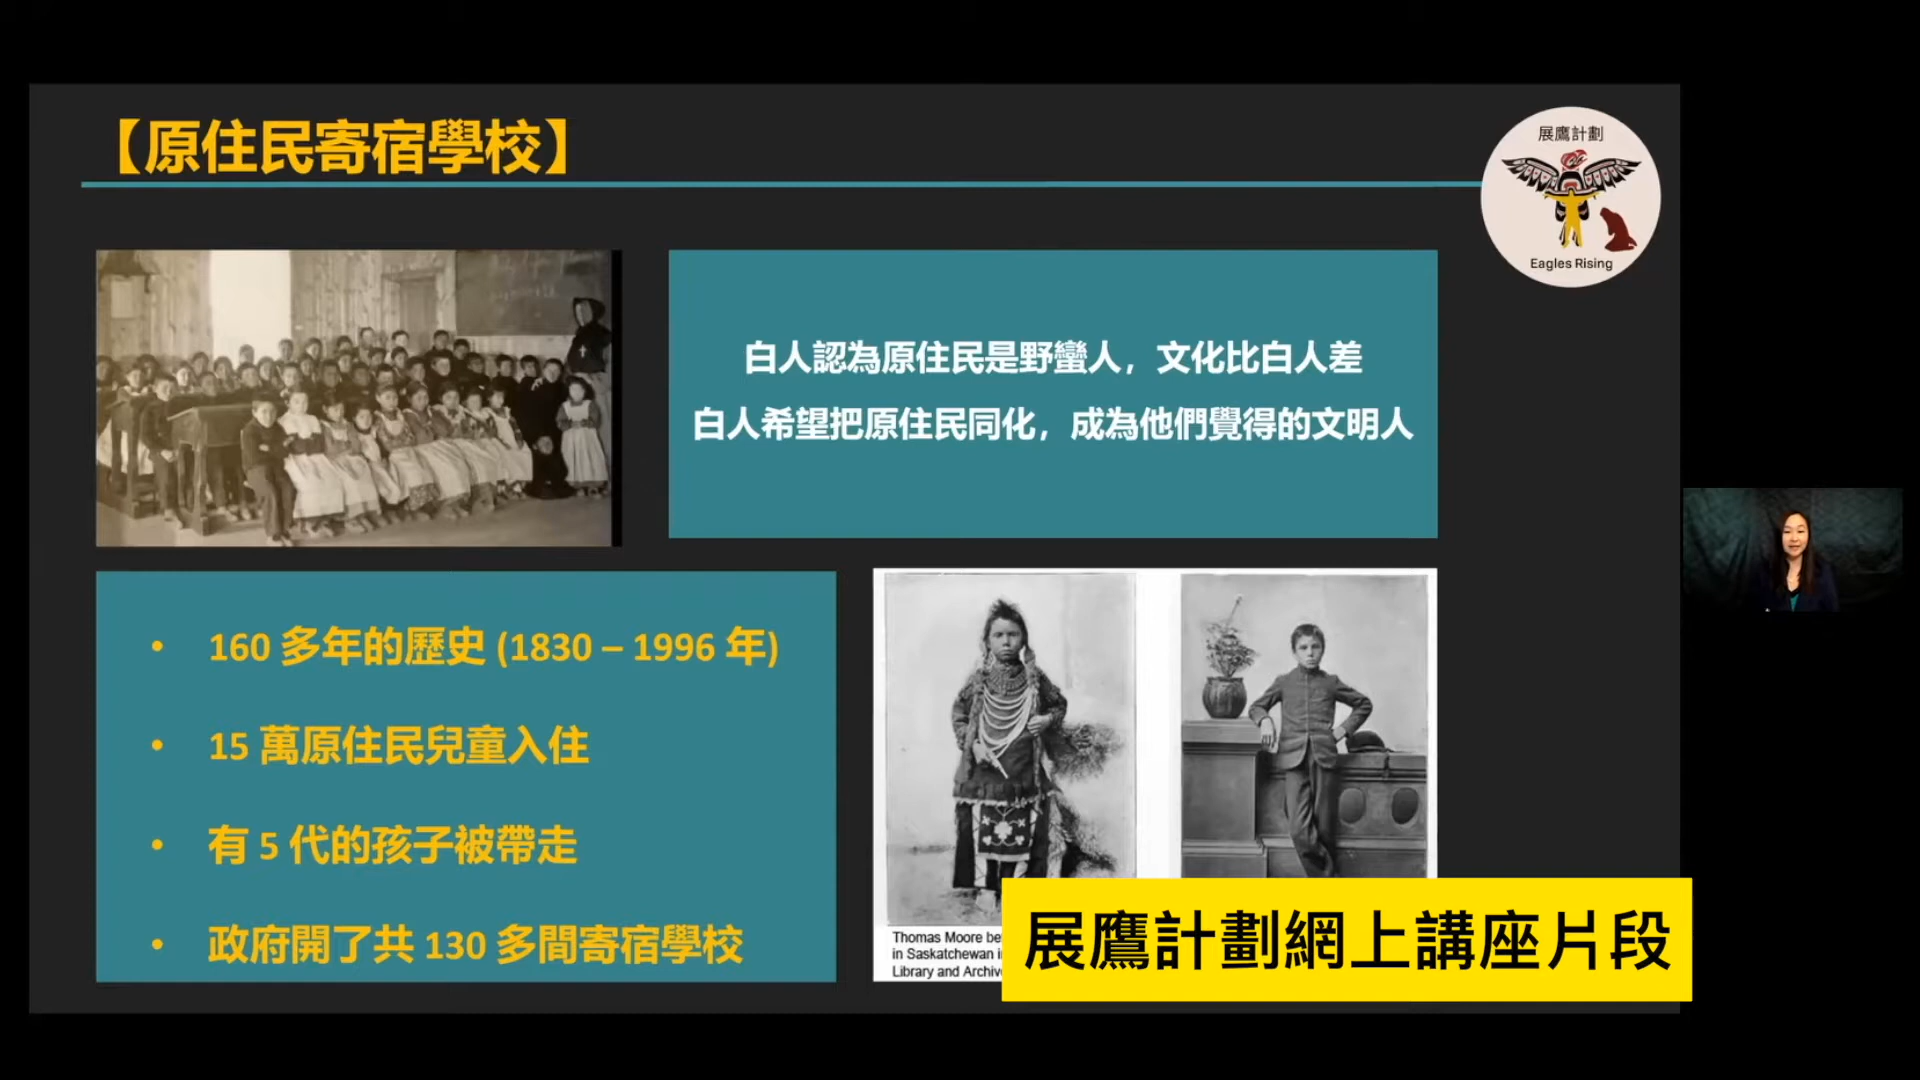 【原住民寄宿學校】
展鷹計劃
Eagles Rising
白人認為原住民是野蠻人，文化比白人差
白人希望把原住民同化，成為他們覺得的文明人
• 160 多年的歷史 (1830 – 1996 年)
• 15 萬原住民兒童入住
• 有 5 代的孩子被帶走
• 政府開了共 130 多間寄宿學校
Thomas Moore
in Saskatchewan
Library and
展鷹計劃網上講座片段